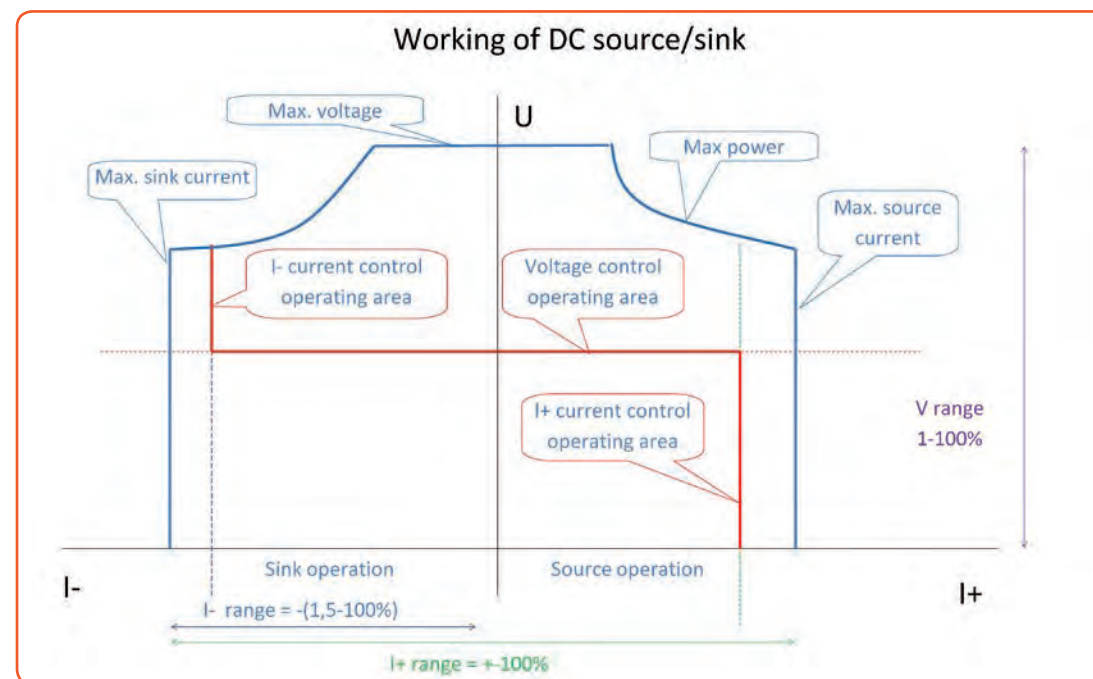 Working of DC source/sink
Max. voltage
U
Max power
Max. sink current
Max. source
current
I- current control
operating area
Voltage control
operating area
I+ current control
operating area
V range
1-100%
Sink operation
Source operation
I-
I+
I- range = -(1,5-100%)
I+ range = +-100%